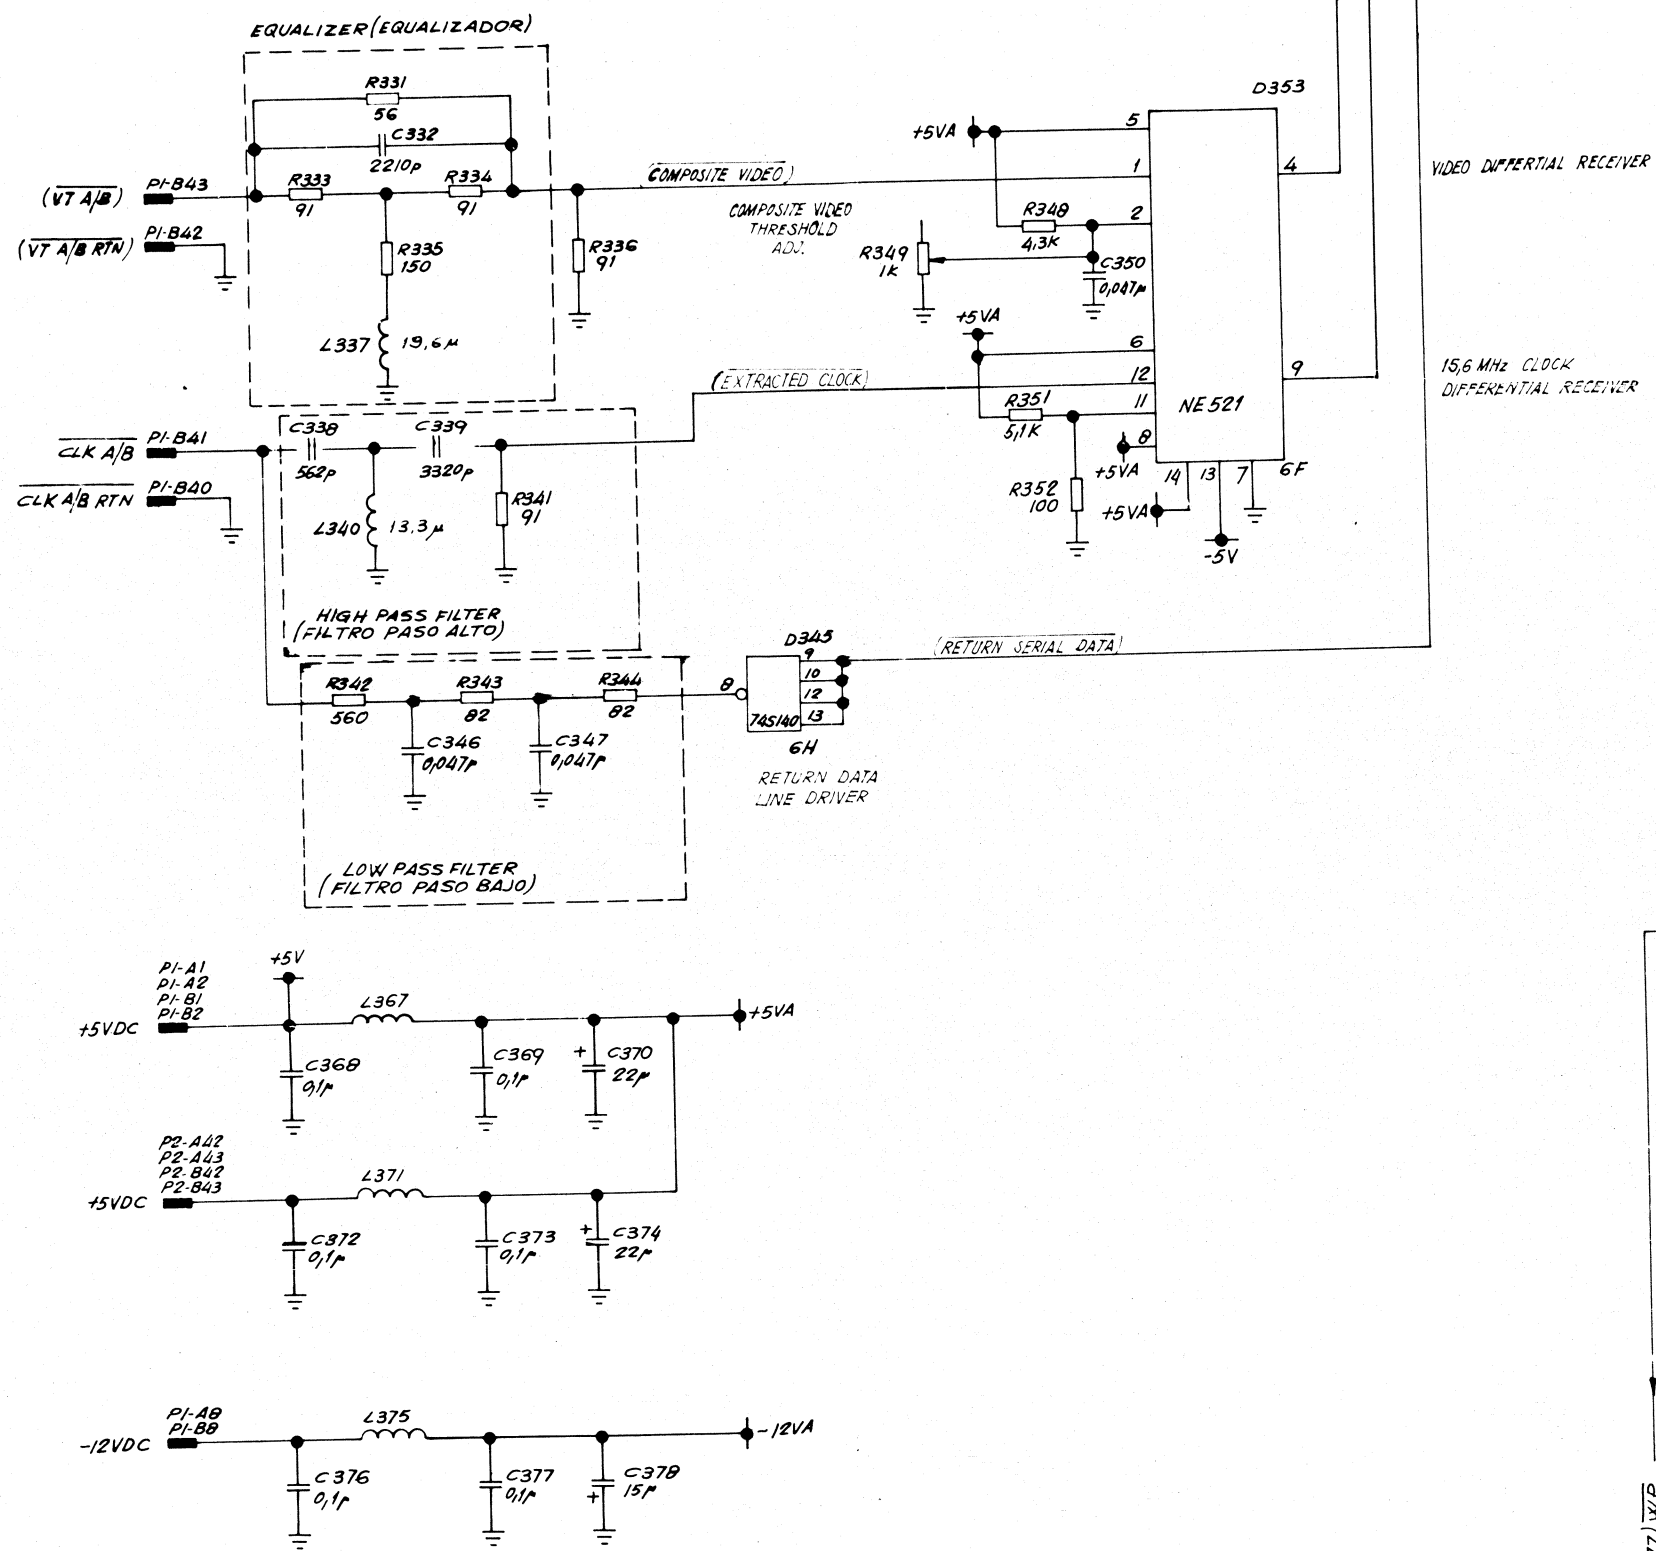 EQUALIZER (EQUALIZADOR)
R331
56
C332
2210p
R333
91
R334
91
R335
150
L337 19,6μ
(VT A/B) P1-B43
(VT A/B RTN) P1-B42
R336
91
(COMPOSITE VIDEO)
COMPOSITE VIDEO
THRESHOLD
ADJ.
+5VA
R348
4,3K
R349
1K
C350
0,047μ
D353
5
1
2
6
12
11
8
14 13 7
4
9
NE521
6F
VIDEO DIFFERTIAL RECEIVER
15,6 MHz CLOCK
DIFFERENTIAL RECEIVER
+5VA
R351
5,1K
R352
100
+5VA
+5VA
-5V
(EXTRACTED CLOCK)
CLK A/B P1-B41
CLK A/B RTN P1-B40
C338
562p
C339
3320p
L340 13,3μ
R341
91
HIGH PASS FILTER
(FILTRO PASO ALTO)
R342
560
R343
82
R344
82
C346
0,047μ
C347
0,047μ
LOW PASS FILTER
(FILTRO PASO BAJO)
D345
8
9
10
12
13
74S140
6H
RETURN DATA
LINE DRIVER
(RETURN SERIAL DATA)
+5V
P1-A1
P1-A2
P1-B1
P1-B2
+5VDC
L367
C368
0,1μ
C369
0,1μ
+ C370
22μ
+5VA
P2-A42
P2-A43
P2-B42
P2-B43
+5VDC
L371
C372
0,1μ
C373
0,1μ
+ C374
22μ
P1-A8
P1-B8
-12VDC
L375
C376
0,1μ
C377
0,1μ
+ C378
15μ
-12VA